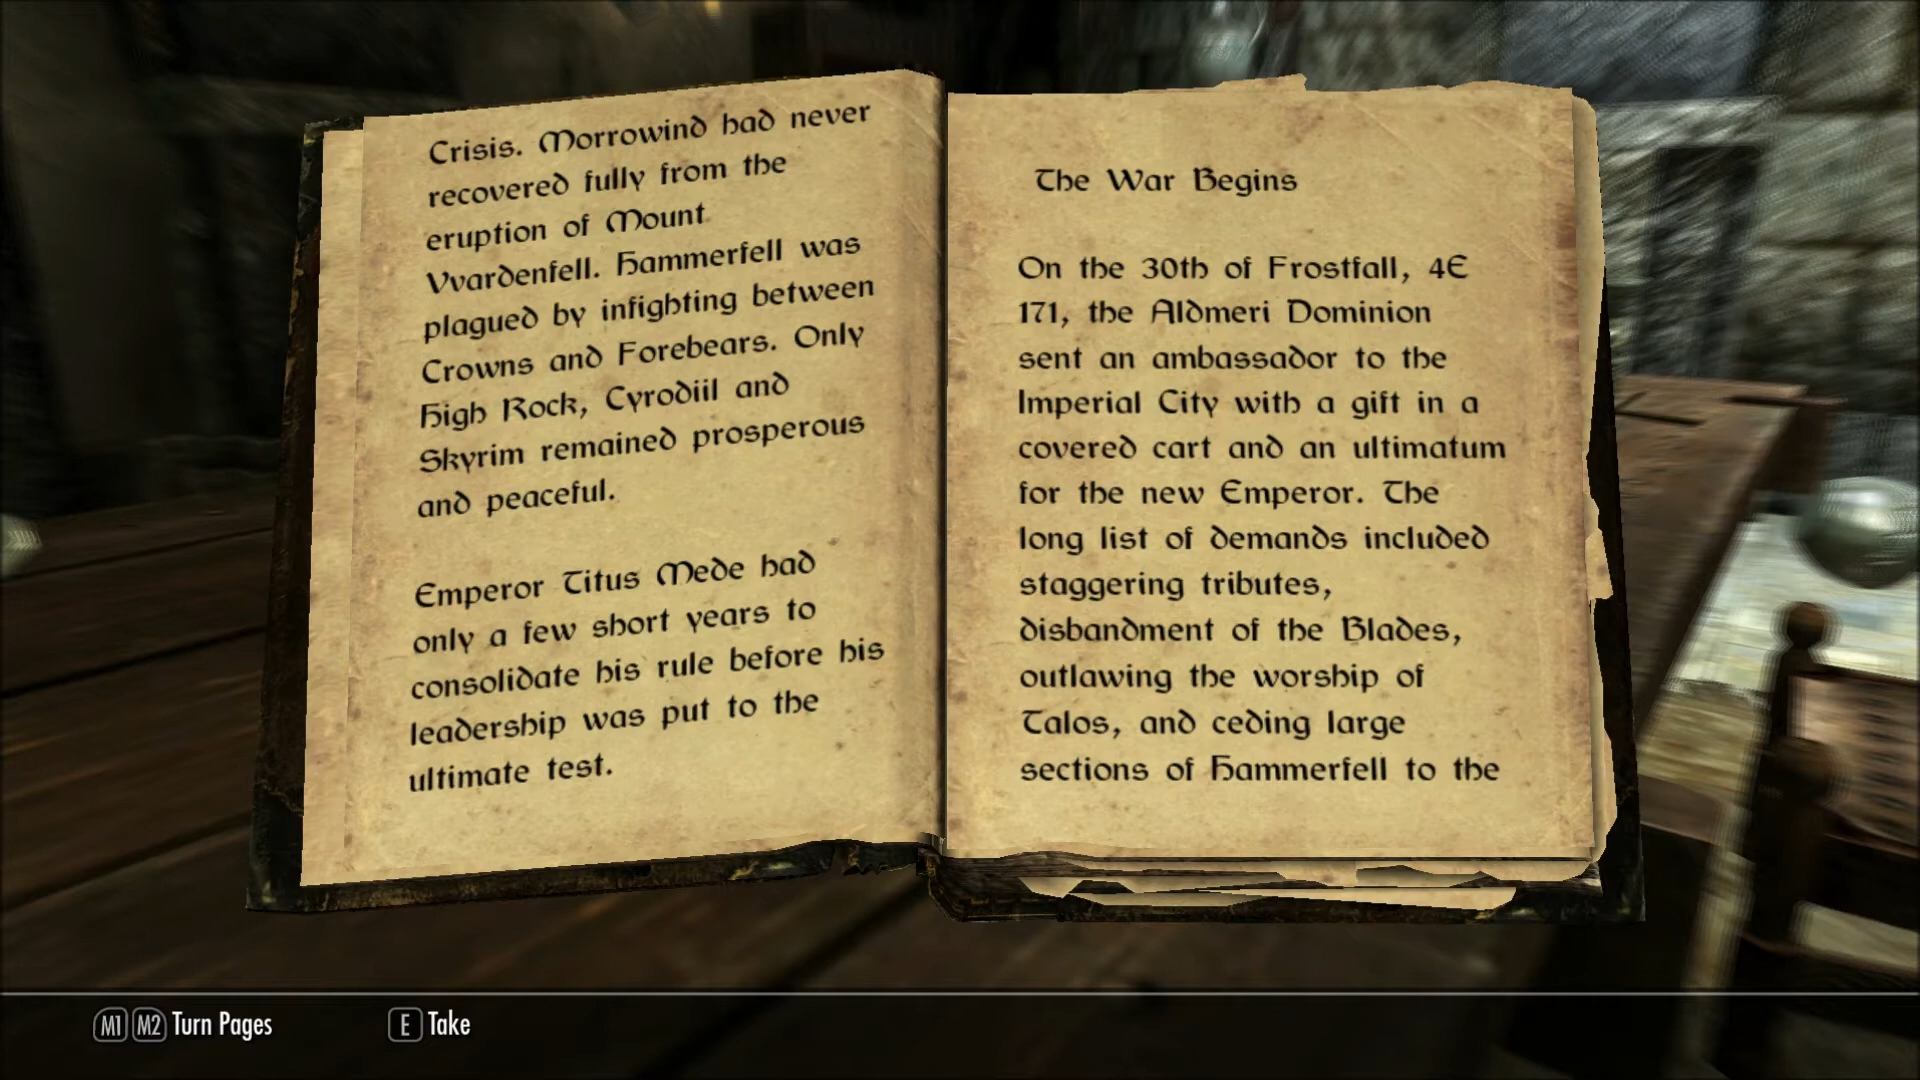 Crisis. Morrowind had never
recovered fully from the
eruption of Mount
Vvardenfell. Hammerfell was
plagued by infighting between
Crowns and Forebears. Only
High Rock, Cyrodiil and
Skyrim remained prosperous
and peaceful.
Emperor Titus Mede had
only a few short years to
consolidate his rule before his
leadership was put to the
ultimate test.
The War Begins
On the 30th of Frostfall, 4E
171, the Aldmeri Dominion
sent an ambassador to the
Imperial City with a gift in a
covered cart and an ultimatum
for the new Emperor. The
long list of demands included
staggering tributes,
disbandment of the Blades,
outlawing the worship of
Talos, and ceding large
sections of Hammerfell to the
M1 M2 Turn Pages
E Take